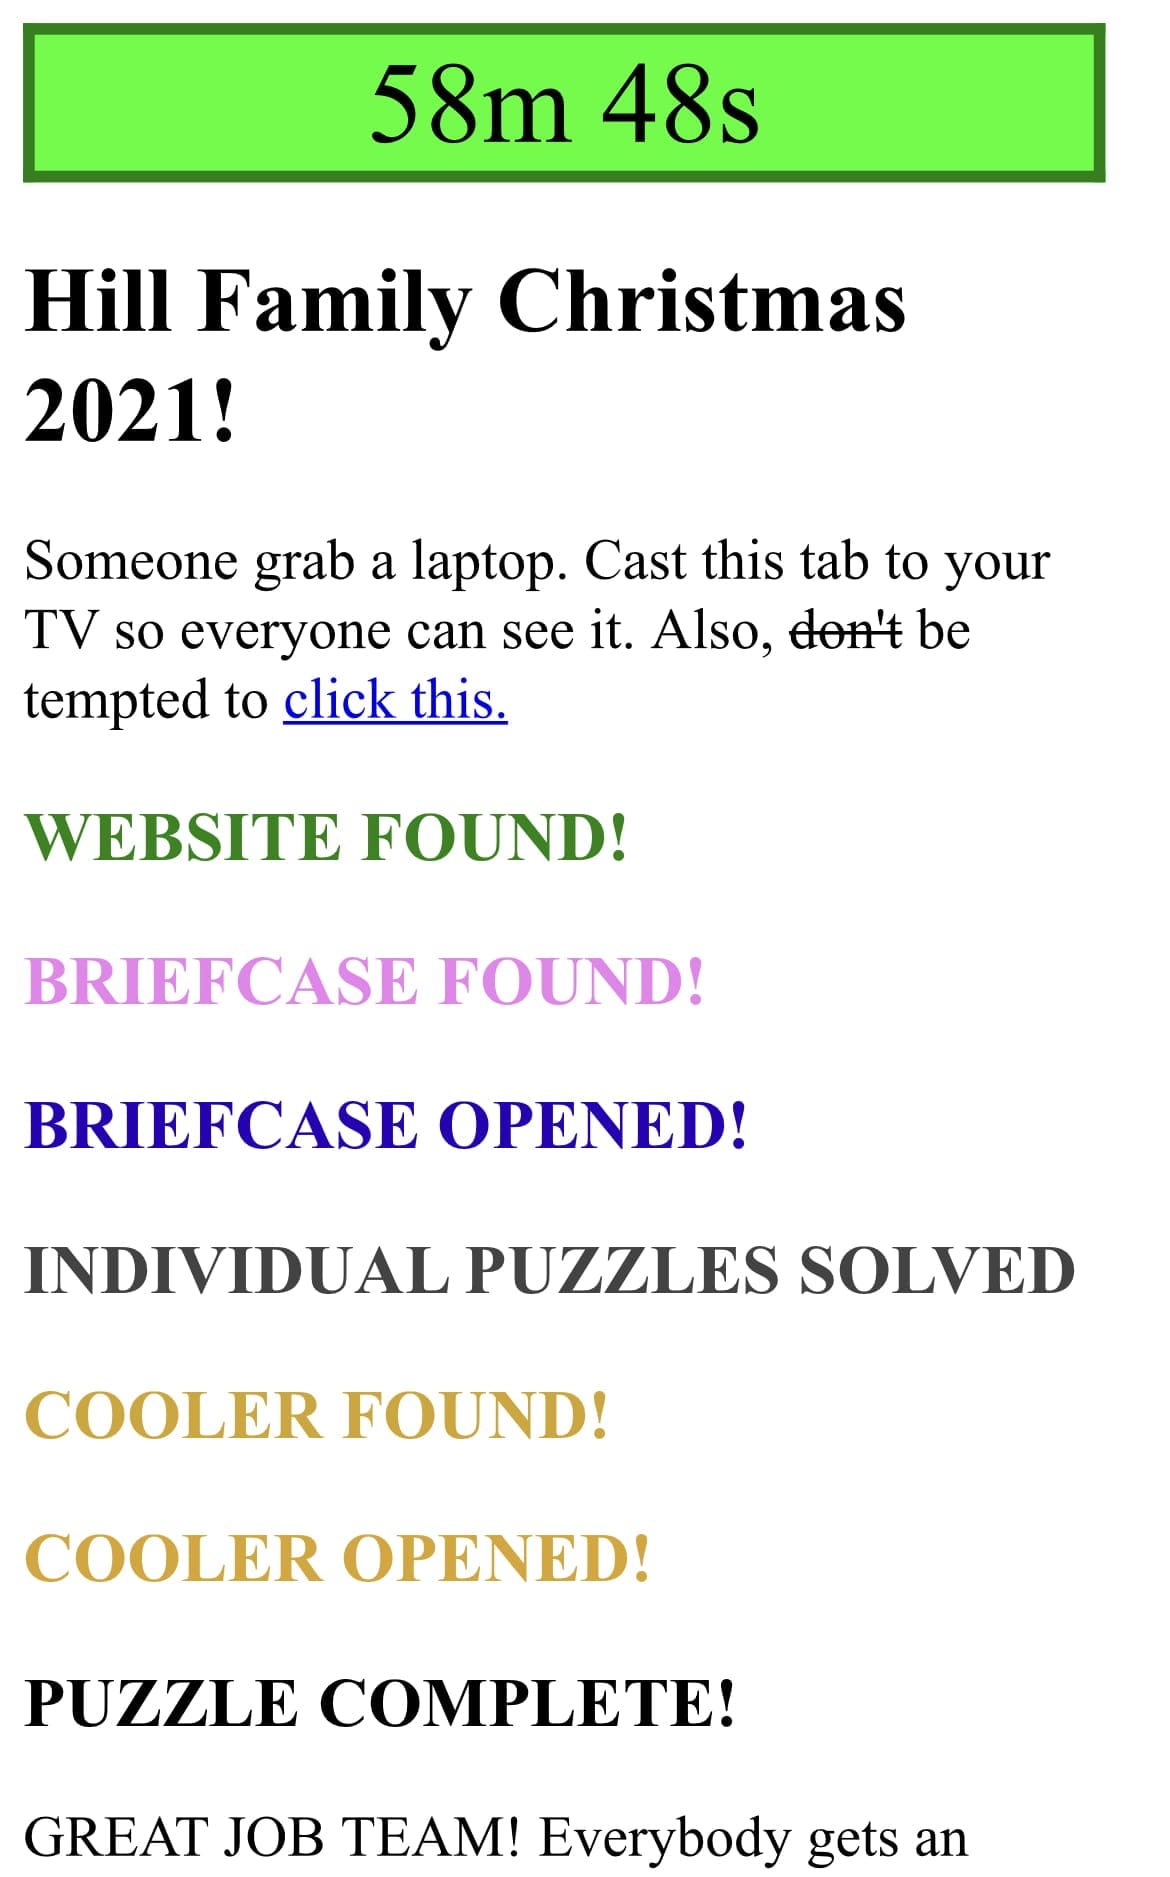 58m 48s
Hill Family Christmas
2021!
Someone grab a laptop. Cast this tab to your
TV so everyone can see it. Also, don't be
tempted to click this.
WEBSITE FOUND!
BRIEFCASE FOUND!
BRIEFCASE OPENED!
INDIVIDUAL PUZZLES SOLVED
COOLER FOUND!
COOLER OPENED!
PUZZLE COMPLETE!
GREAT JOB TEAM! Everybody gets an